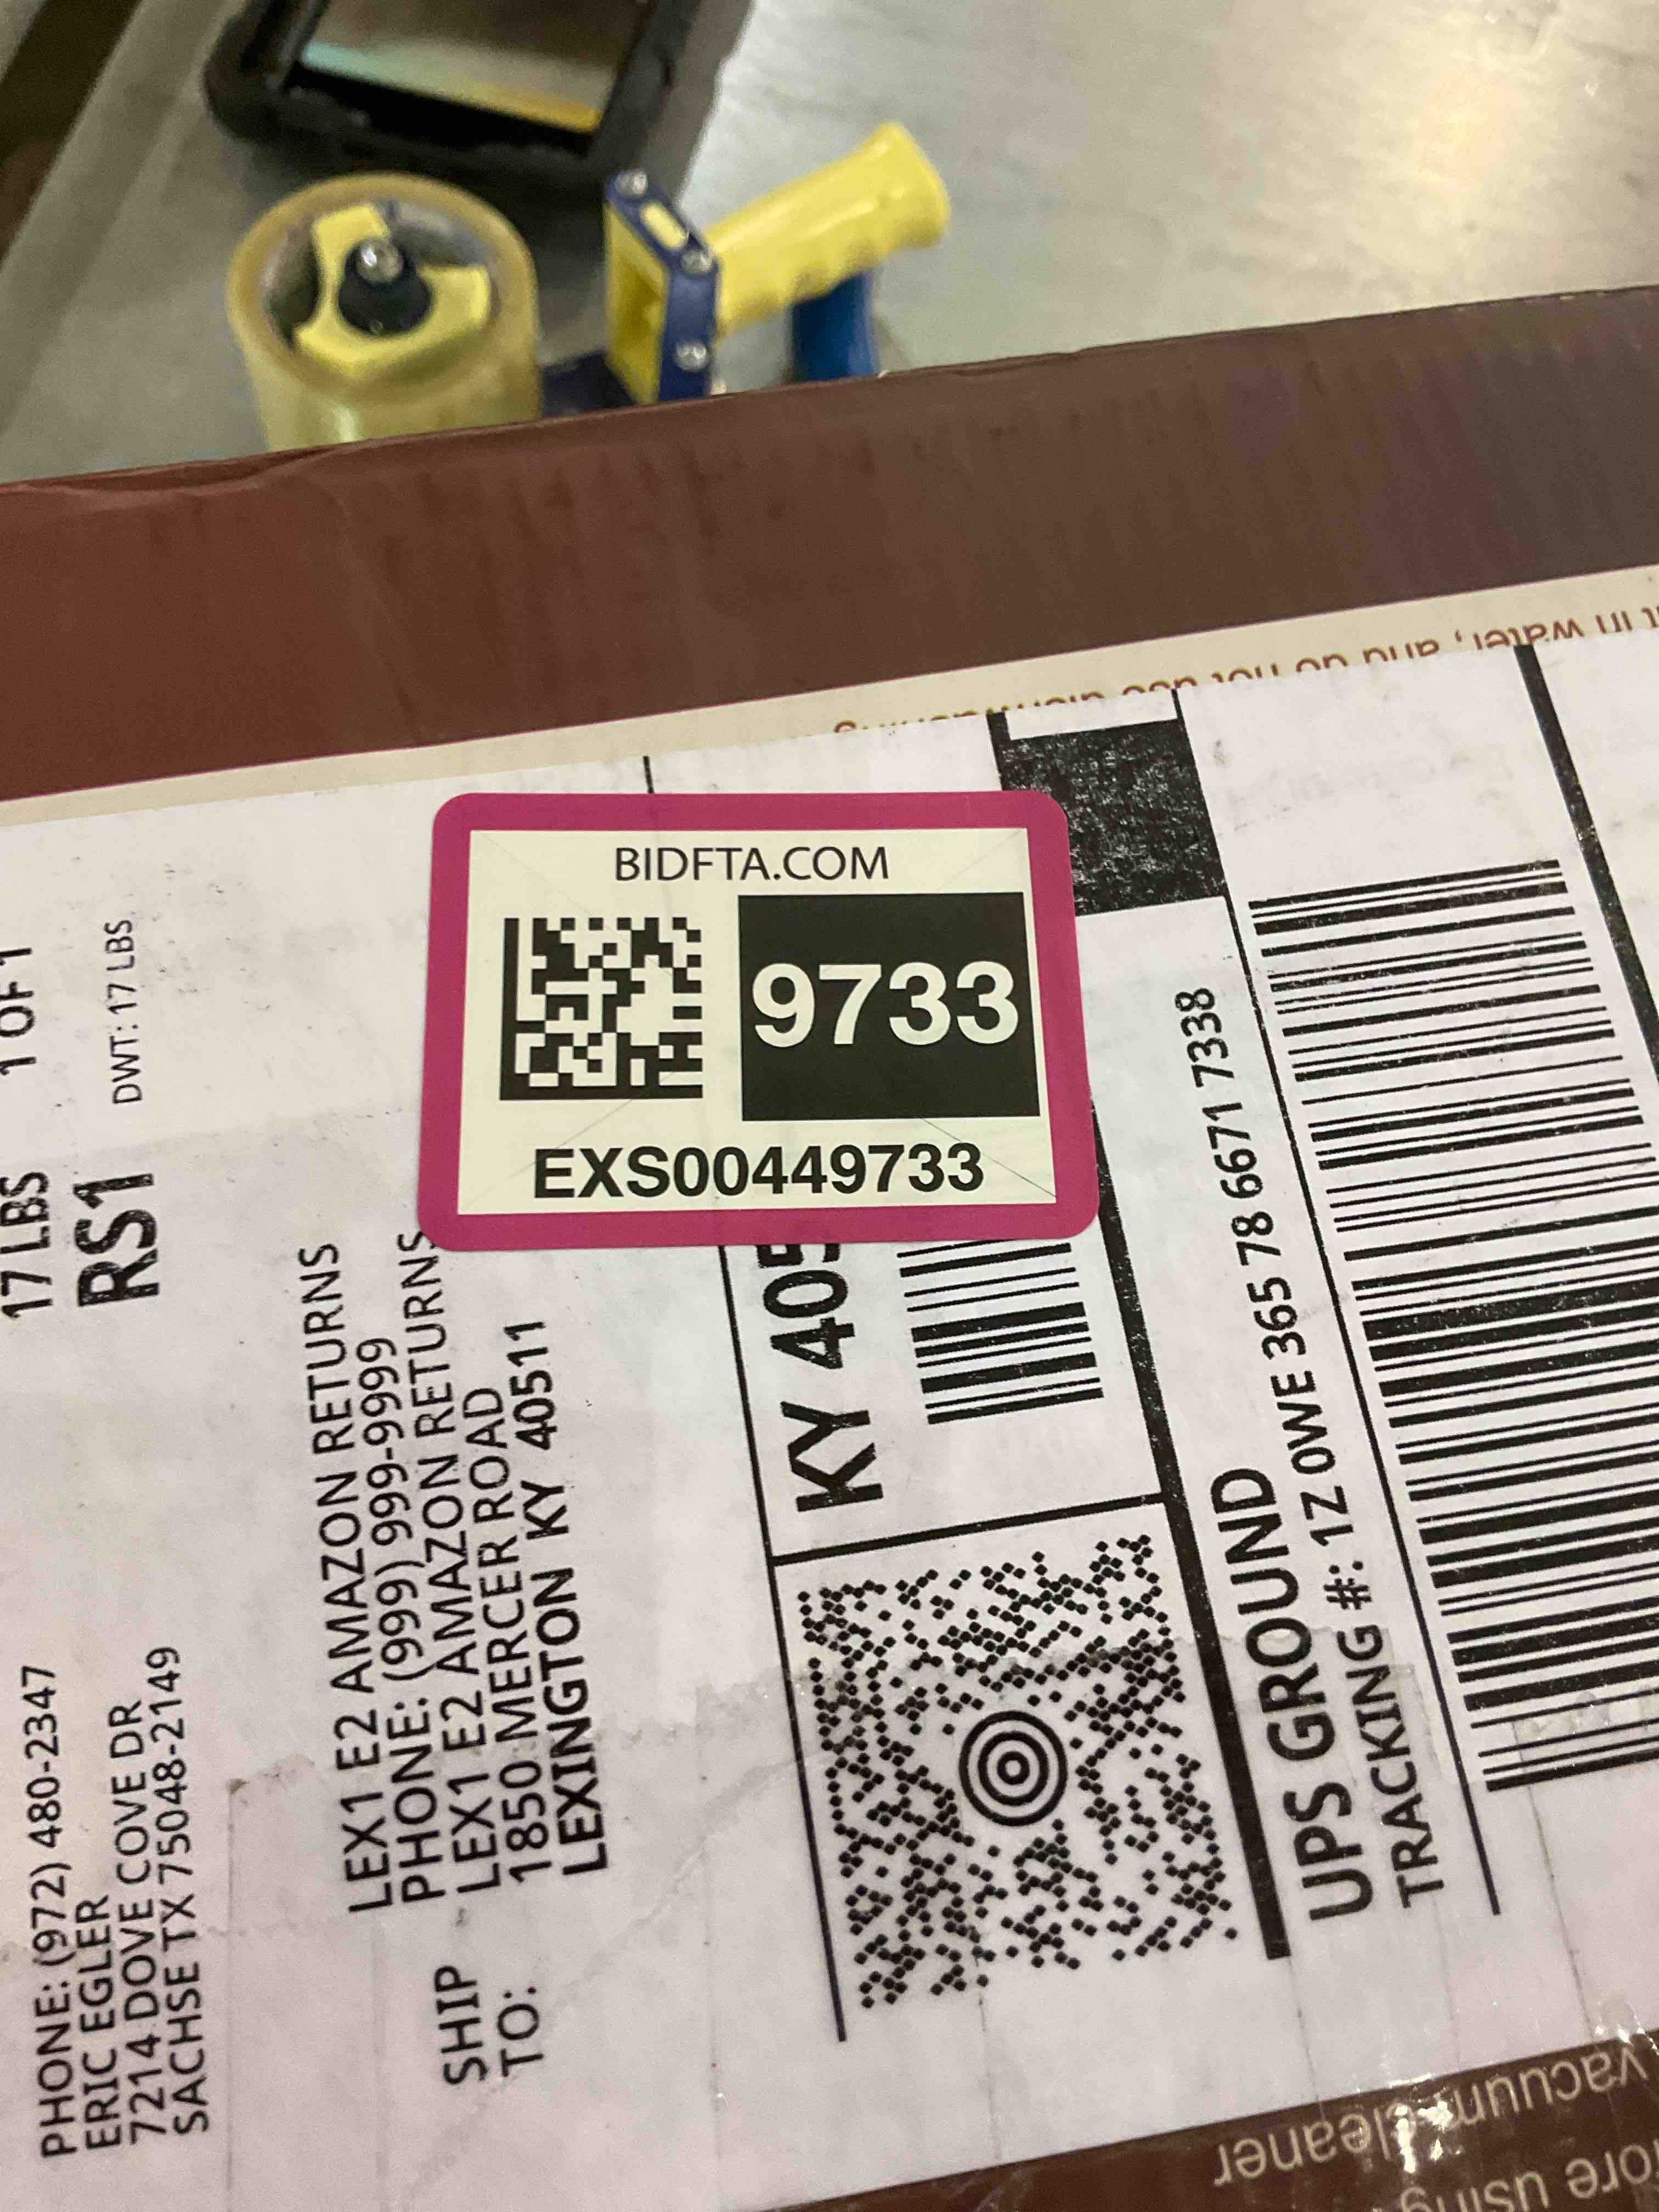 BIDFTA.COM
9733
EXS00449733
17 LBS
1 OF 1
RS1
DWT: 17 LBS
PHONE: (972) 480-2347
ERIC EGLER
7214 DOVE COVE DR
SACHSE TX 75048-2149
SHIP
TO:
LEX1 E2 AMAZON RETURNS
PHONE: (999) 999-9999
LEX1 E2 AMAZON RETURNS
1850 MERCER ROAD
LEXINGTON KY 40511
KY 405
UPS GROUND
TRACKING #: 1Z 0WE 365 78 6671 7338
in water, and do not use
using
vacuum cleaner